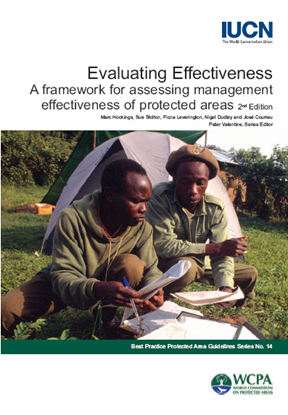 IUCN
The World Conservation Union
Evaluating Effectiveness
A framework for assessing management
effectiveness of protected areas 2nd Edition
Marc Hockings, Sue Stolton, Fiona Leverington, Nigel Dudley and José Courrau
Peter Valentine, Series Editor
Best Practice Protected Area Guidelines Series No. 14
WCPA
WORLD COMMISSION
ON PROTECTED AREAS